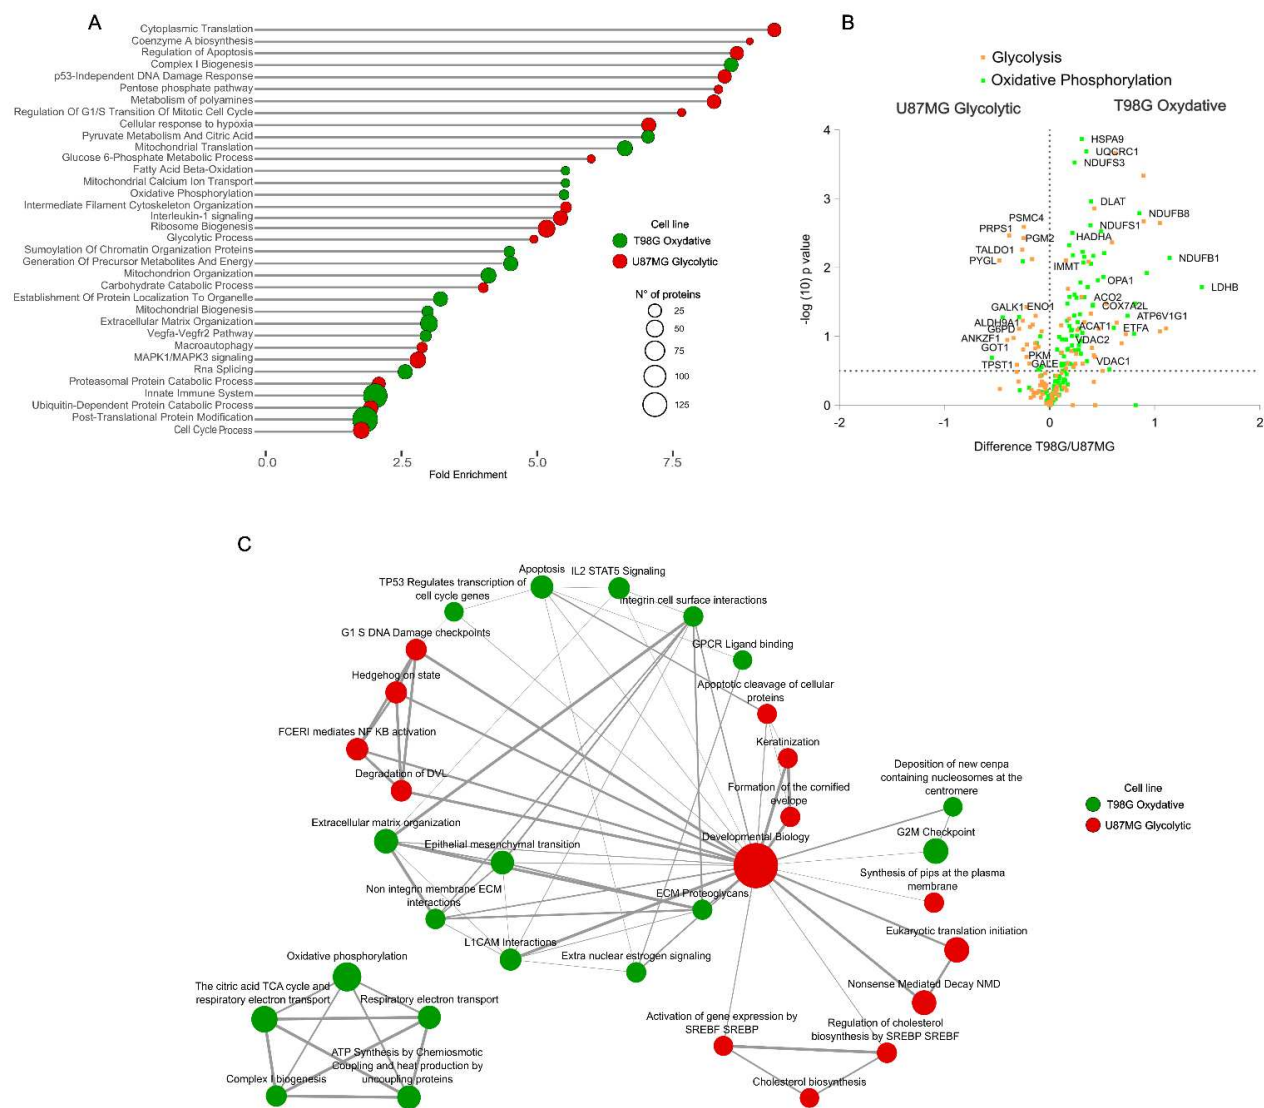 A
Cytoplasmic Translation
Coenzyme A biosynthesis
Regulation of Apoptosis
Complex I Biogenesis
p53-Independent DNA Damage Response
Pentose phosphate pathway
Metabolism of polyamines
Regulation Of G1/S Transition Of Mitotic Cell Cycle
Cellular response to hypoxia
Pyruvate Metabolism And Citric Acid
Mitochondrial Translation
Glucose 6-Phosphate Metabolic Process
Fatty Acid Beta-Oxidation
Mitochondrial Calcium Ion Transport
Oxidative Phosphorylation
Intermediate Filament Cytoskeleton Organization
Interleukin-1 signaling
Ribosome Biogenesis
Glycolytic Process
Sumoylation Of Chromatin Organization Proteins
Generation Of Precursor Metabolites And Energy
Mitochondrion Organization
Carbohydrate Catabolic Process
Establishment Of Protein Localization To Organelle
Mitochondrial Biogenesis
Extracellular Matrix Organization
Vegfa-Vegfr2 Pathway
Macroautophagy
MAPK1/MAPK3 signaling
Rna Splicing
Proteasomal Protein Catabolic Process
Innate Immune System
Ubiquitin-Dependent Protein Catabolic Process
Post-Translational Protein Modification
Cell Cycle Process
0.0
2.5
5.0
7.5
Fold Enrichment
Cell line
T98G Oxydative
U87MG Glycolytic
N° of proteins
25
50
75
100
125
B
Glycolysis
Oxidative Phosphorylation
U87MG Glycolytic
T98G Oxydative
-log (10) p value
4
3
2
1
0
-2
-1
0
1
2
Difference T98G/U87MG
HSPA9
UQCRC1
NDUFS3
DLAT
NDUFB8
PSMC4
PRPS1
PGM2
NDUFS1
HADHA
TALDO1
PYGL
IMMT
NDUFB1
OPA1
LDHB
ACO2
GALK1
ENO1
COX7A2L
ATP6V1G1
ALDH9A1
G6PD
ACAT1
ETFA
ANKZF1
VDAC2
GOT1
PKM
TPST1
GALE
VDAC1
C
Apoptosis
IL2 STAT5 Signaling
TP53 Regulates transcription of
cell cycle genes
Integrin cell surface interactions
G1 S DNA Damage checkpoints
GPCR Ligand binding
Hedgehog on state
Apoptotic cleavage of cellular
proteins
FCERI mediates NF KB activation
Keratinization
Degradation of DVL
Formation of the cornified
evelope
Deposition of new cenpa
containing nucleosomes at the
centromere
Cell line
T98G Oxydative
U87MG Glycolytic
Extracellular matrix organization
Epithelial mesenchymal transition
Developmental Biology
G2M Checkpoint
Non integrin membrane ECM
interactions
ECM Proteoglycans
Synthesis of pips at the plasma
membrane
L1CAM Interactions
Extra nuclear estrogen signaling
Eukaryotic translation initiation
Oxidative phosphorylation
The citric acid TCA cycle and
respiratory electron transport
Respiratory electron transport
Nonsense Mediated Decay NMD
Activation of gene expression by
SREBF SREBP
Regulation of cholesterol
biosynthesis by SREBP SREBF
ATP Synthesis by Chemiosmotic
Coupling and heat production by
uncoupling proteins
Complex I biogenesis
Cholesterol biosynthesis